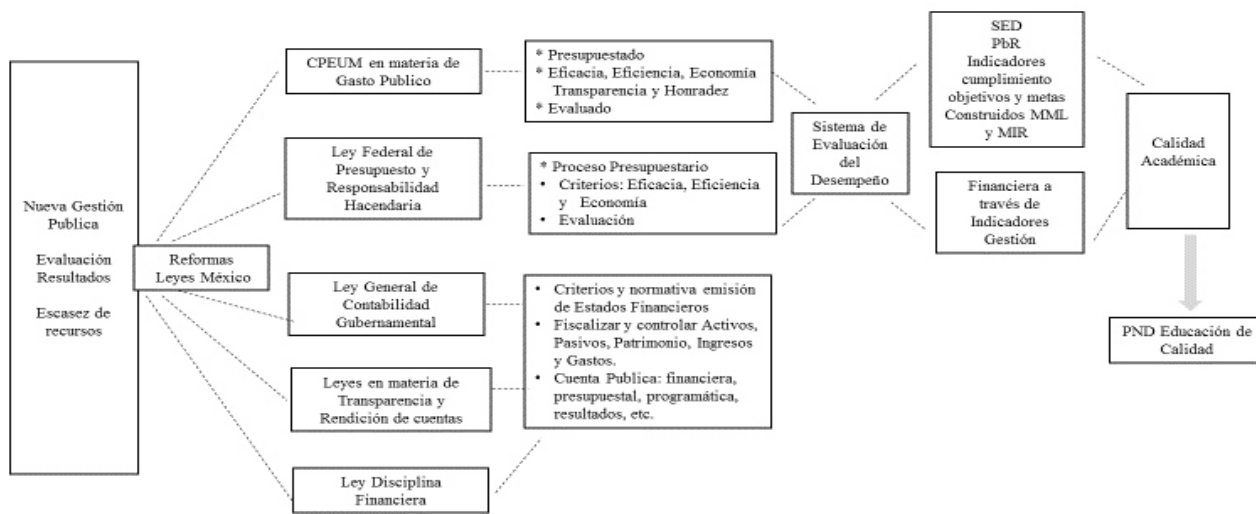 Nueva Gestión
Publica
Evaluación
Resultados
Escasez de
recursos
Reformas
Leyes México
CPEUM en materia de
Gasto Publico
Ley Federal de
Presupuesto y
Responsabilidad
Hacendaria
Ley General de
Contabilidad
Gubernamental
Leyes en materia de
Transparencia y
Rendición de cuentas
Ley Disciplina
Financiera
* Presupuestado
* Eficacia, Eficiencia, Economía
Transparencia y Honradez
* Evaluado
* Proceso Presupuestario
• Criterios: Eficacia, Eficiencia
y Economía
• Evaluación
• Criterios y normativa emisión
de Estados Financieros
• Fiscalizar y controlar Activos,
Pasivos, Patrimonio, Ingresos
y Gastos.
• Cuenta Publica: financiera,
presupuestal, programática,
resultados, etc.
Sistema de
Evaluación
del
Desempeño
SED
PbR
Indicadores
cumplimiento
objetivos y metas
Construidos MML
y MIR
Financiera a
través de
Indicadores
Gestión
Calidad
Académica
PND Educación de
Calidad